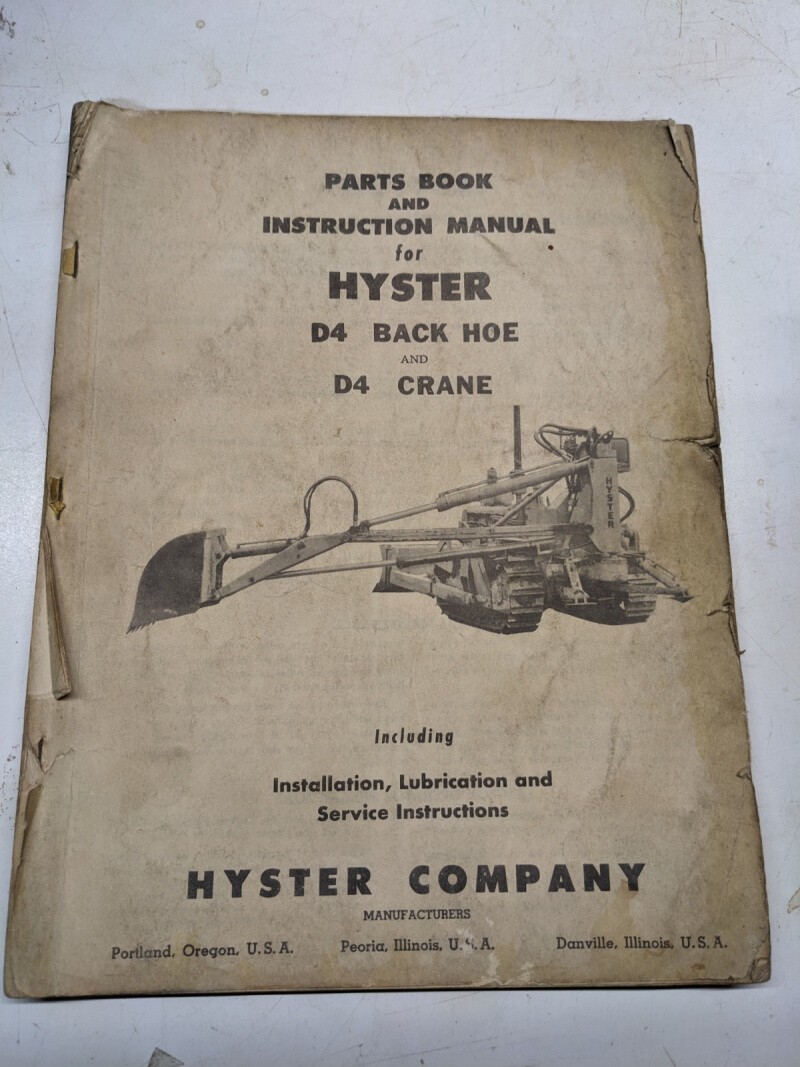 PARTS BOOK
AND
INSTRUCTION MANUAL
for
HYSTER
D4 BACK HOE
AND
D4 CRANE
HYSTER
Including
Installation, Lubrication and
Service Instructions
HYSTER COMPANY
MANUFACTURERS
Portland, Oregon, U.S.A. Peoria, Illinois, U.S.A. Danville, Illinois, U.S.A.